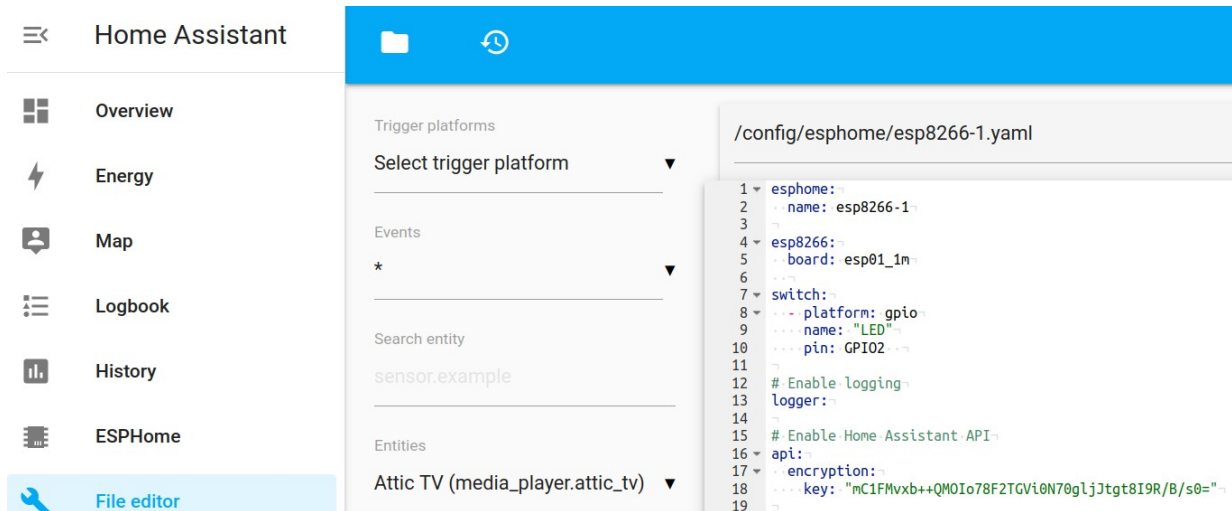 Home Assistant
Overview
Energy
Map
Logbook
History
ESPHome
File editor
Trigger platforms
Select trigger platform
Events
*
Search entity
sensor.example
Entities
Attic TV (media_player.attic_tv)
/config/esphome/esp8266-1.yaml
1 esphome:
2   name: esp8266-1
3
4 esp8266:
5   board: esp01_1m
6
7 switch:
8   - platform: gpio
9     name: "LED"
10     pin: GPIO2
11
12 # Enable logging
13 logger:
14
15 # Enable Home Assistant API
16 api:
17   encryption:
18     key: "mC1FMvxb++QMOIo78F2TGVi0N70gljJtgt8I9R/B/s0="
19